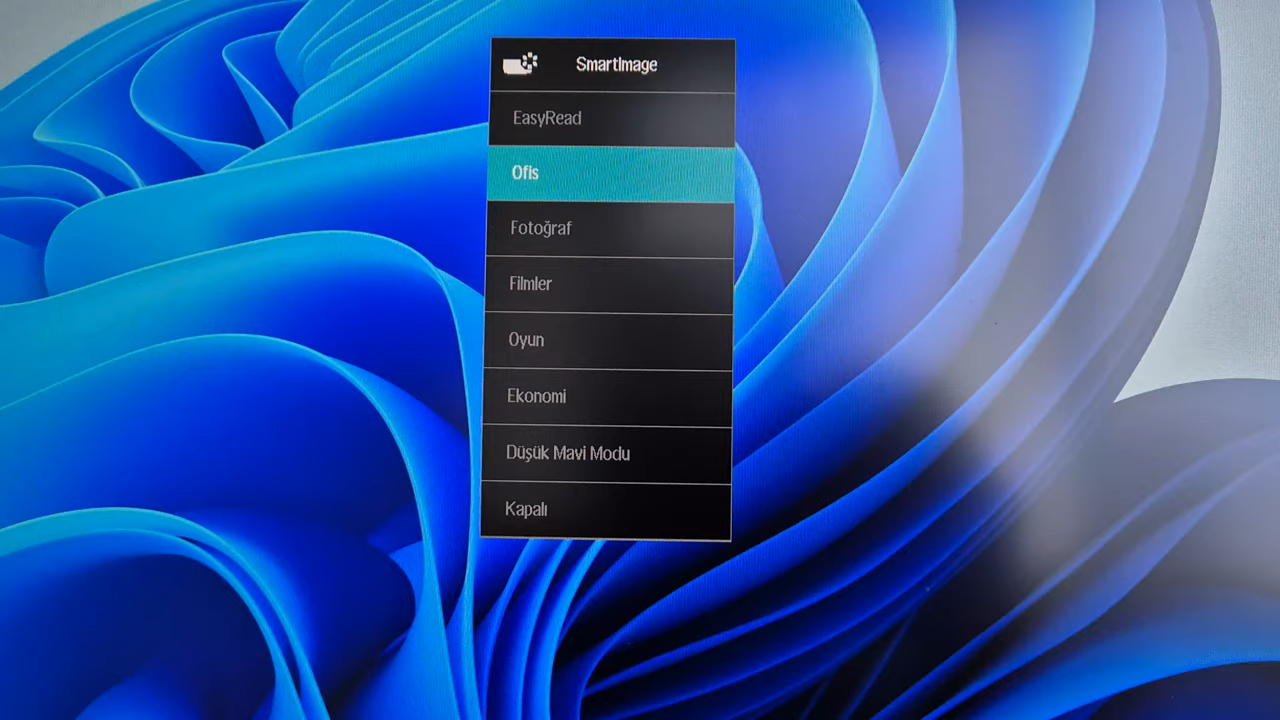 SmartImage
EasyRead
Ofis
Fotoğraf
Filmler
Oyun
Ekonomi
Düşük Mavi Modu
Kapalı